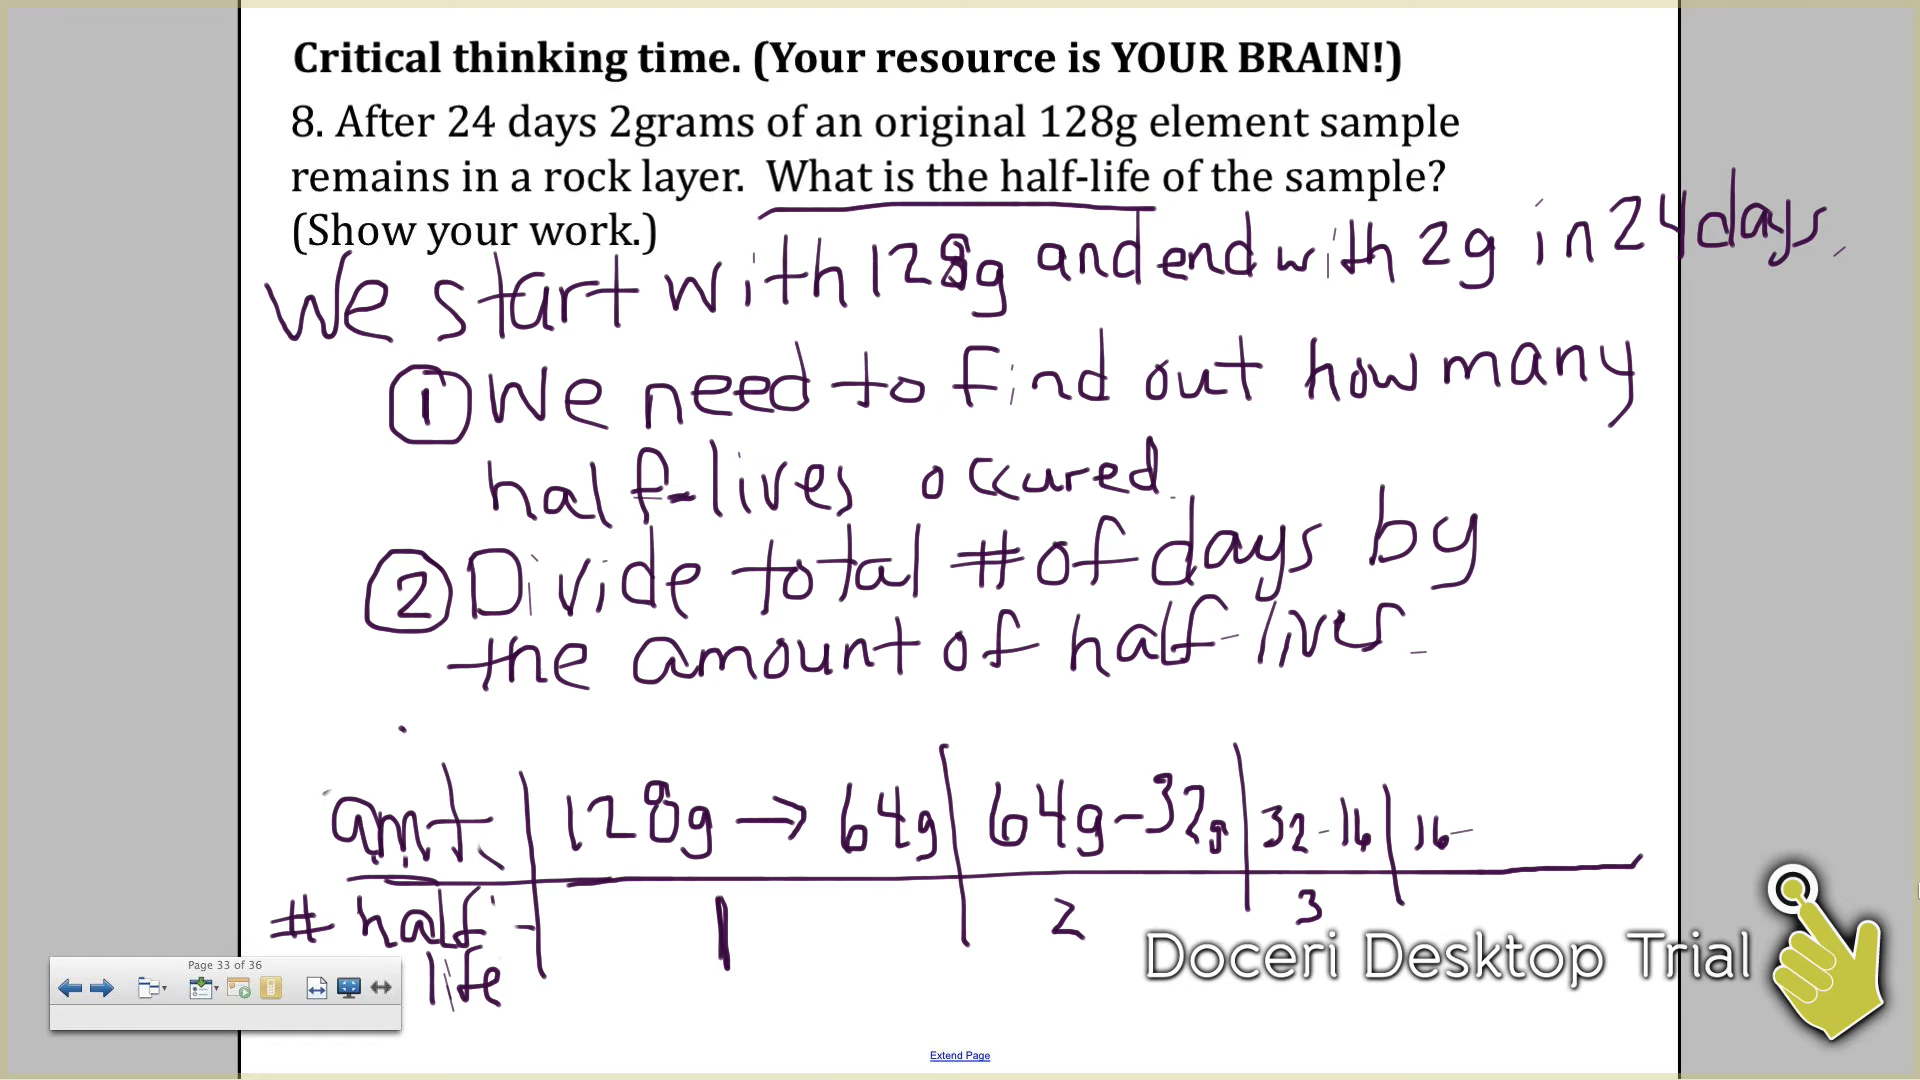 Critical thinking time. (Your resource is YOUR BRAIN!)
8. After 24 days 2grams of an original 128g element sample
remains in a rock layer. What is the half-life of the sample?
(Show your work.)
We start with 128g and end with 2g in 24 days.
1 We need to find out how many
half-lives occured.
2 Divide total # of days by
the amount of half-lives.
amt. 128g → 64g 64g-32g 32-16 16-
# half- 1 2 3
life
Doceri Desktop Trial
Page 33 of 36
Extend Page